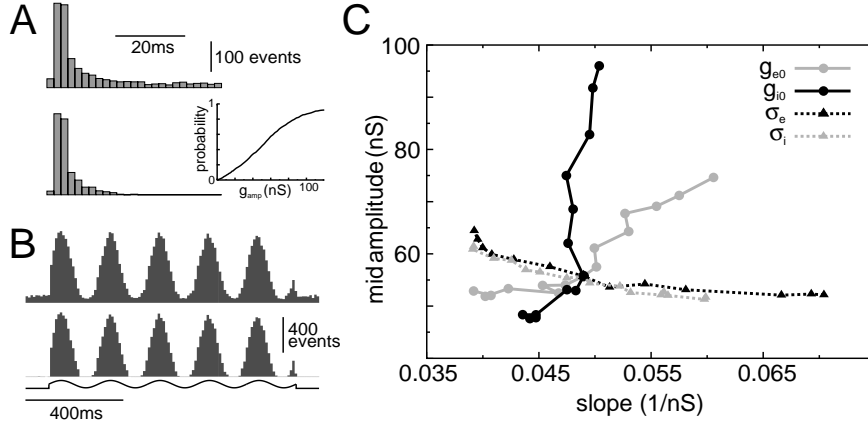 A
20ms
100 events
1
probability
0
g_amp (nS)
100
B
400
events
400ms
C
100
80
60
mid amplitude (nS)
g_e0
g_i0
σ_e
σ_i
0.035
0.045
0.055
0.065
slope (1/nS)